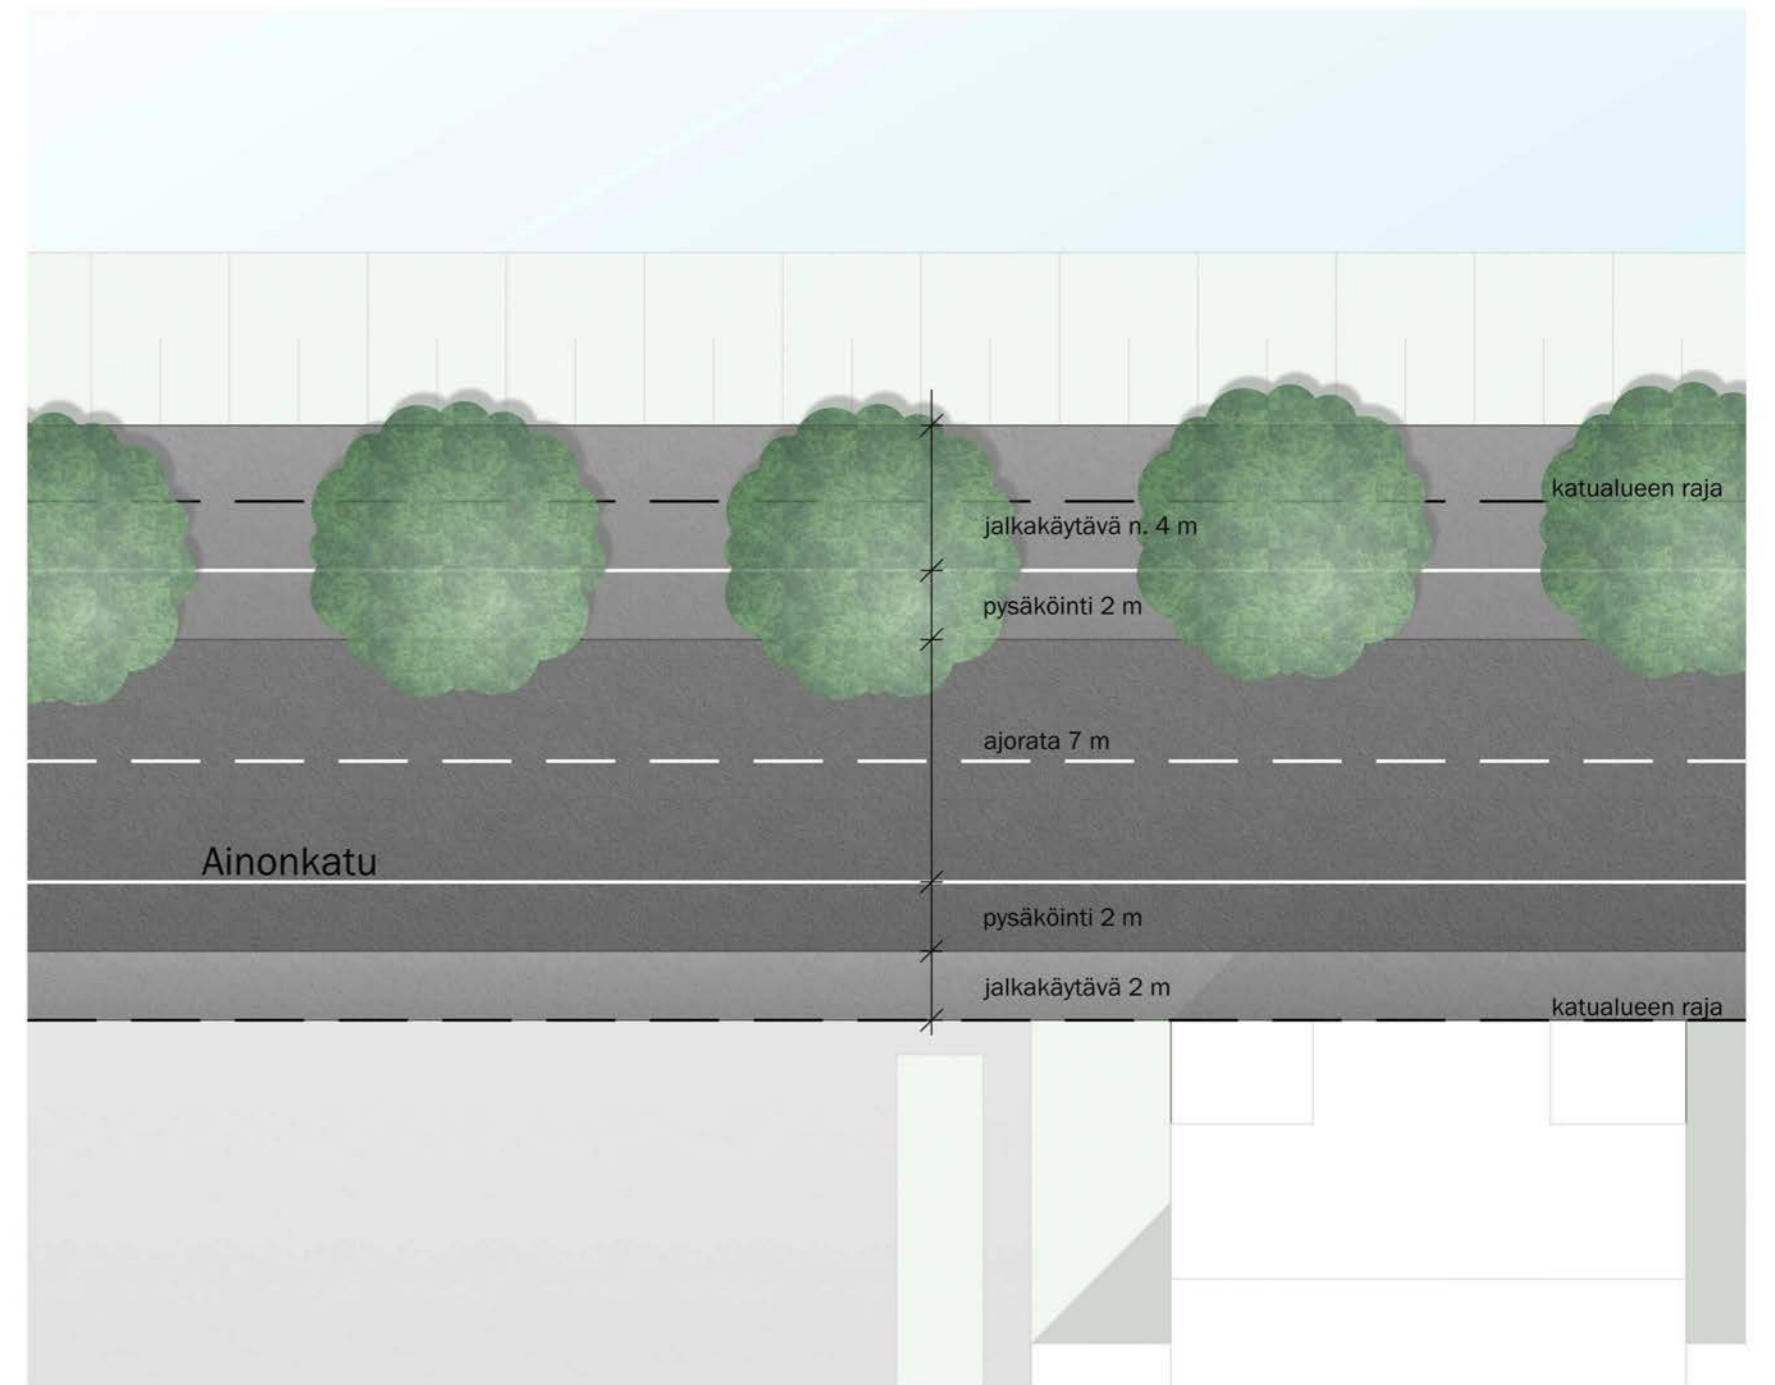 katualueen raja
jalkakäytävä n. 4 m
pysäköinti 2 m
ajorata 7 m
Ainonkatu
pysäköinti 2 m
jalkakäytävä 2 m
katualueen raja